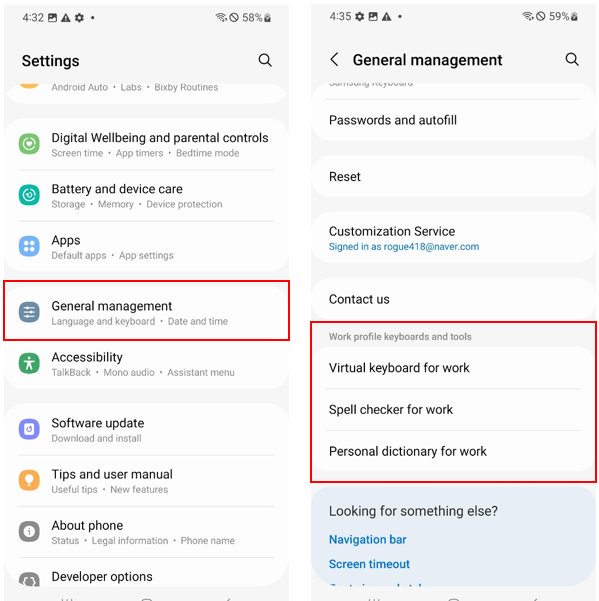 4:32
58%
Settings
Android Auto • Labs • Bixby Routines
Digital Wellbeing and parental controls
Screen time • App timers • Bedtime mode
Battery and device care
Storage • Memory • Device protection
Apps
Default apps • App settings
General management
Language and keyboard • Date and time
Accessibility
TalkBack • Mono audio • Assistant menu
Software update
Download and install
Tips and user manual
Useful tips • New features
About phone
Status • Legal information • Phone name
Developer options
4:35
59%
General management
Samsung Keyboard
Passwords and autofill
Reset
Customization Service
Signed in as rogue418@naver.com
Contact us
Work profile keyboards and tools
Virtual keyboard for work
Spell checker for work
Personal dictionary for work
Looking for something else?
Navigation bar
Screen timeout